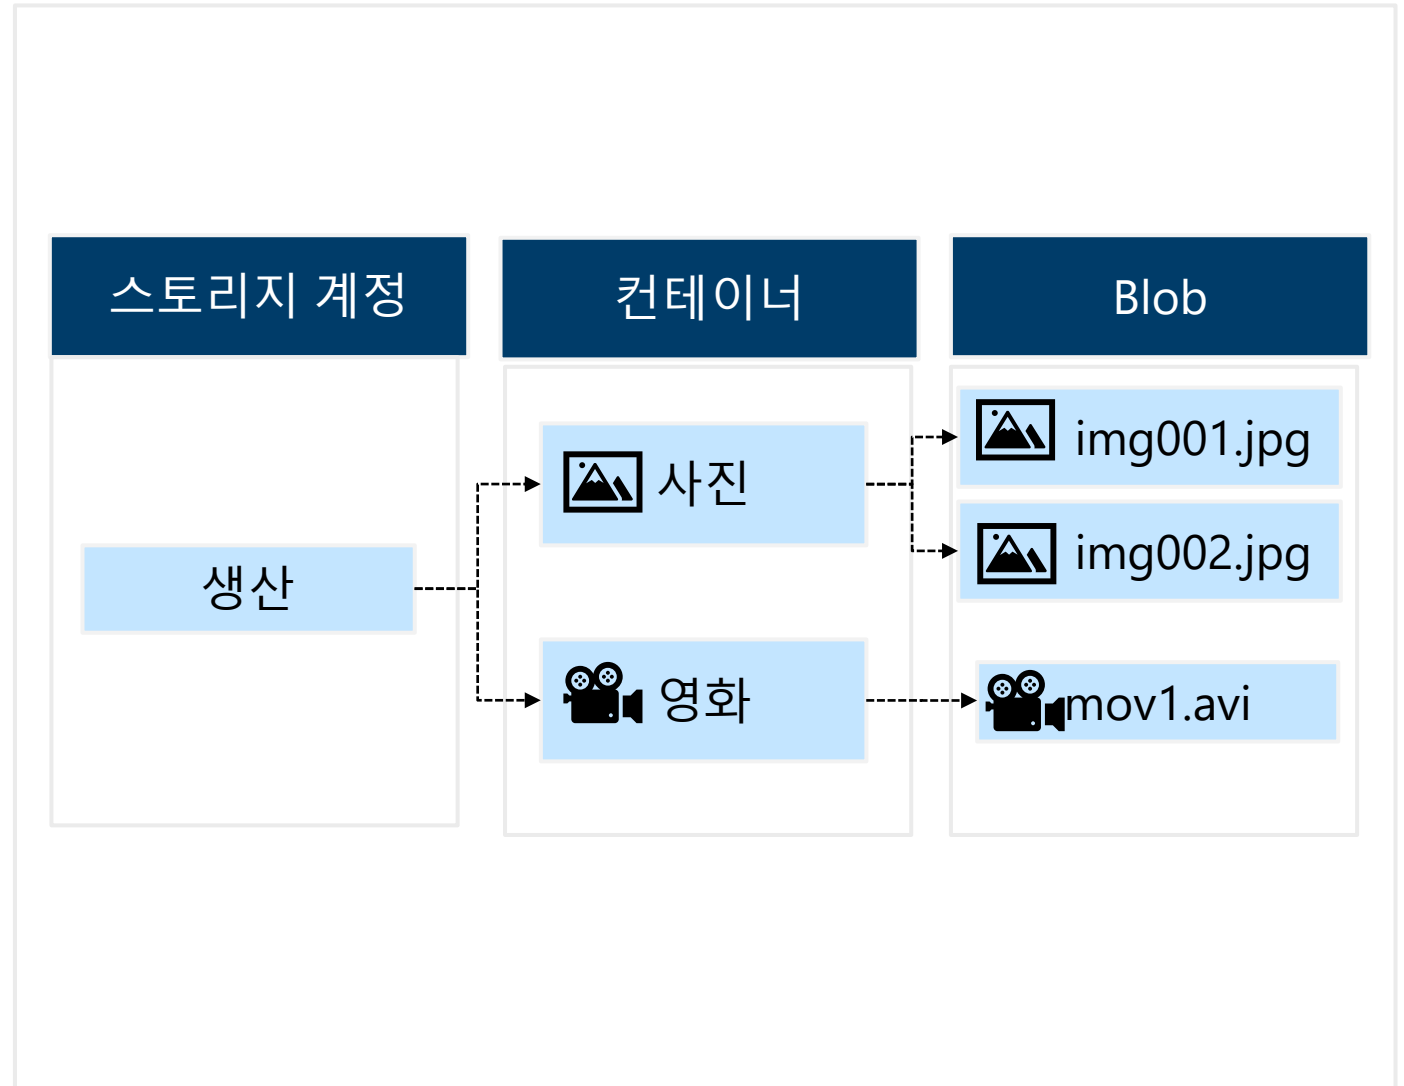 스토리지 계정
컨테이너
Blob
생산
사진
영화
img001.jpg
img002.jpg
mov1.avi